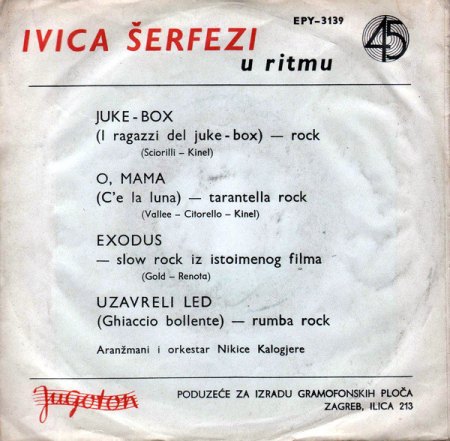 EPY-3139
IVICA ŠERFEZI
45
u ritmu
JUKE-BOX
(I ragazzi del juke-box) — rock
(Sciorilli – Kinel)
O, MAMA
(C'e la luna) — tarantella rock
(Vallee – Citorello – Kinel)
EXODUS
— slow rock iz istoimenog filma
(Gold – Renota)
UZAVRELI LED
(Ghiaccio bollente) — rumba rock
Aranžmani i orkestar Nikice Kalogjere
Jugoton
PODUZEĆE ZA IZRADU GRAMOFONSKIH PLOČA
ZAGREB, ILICA 213